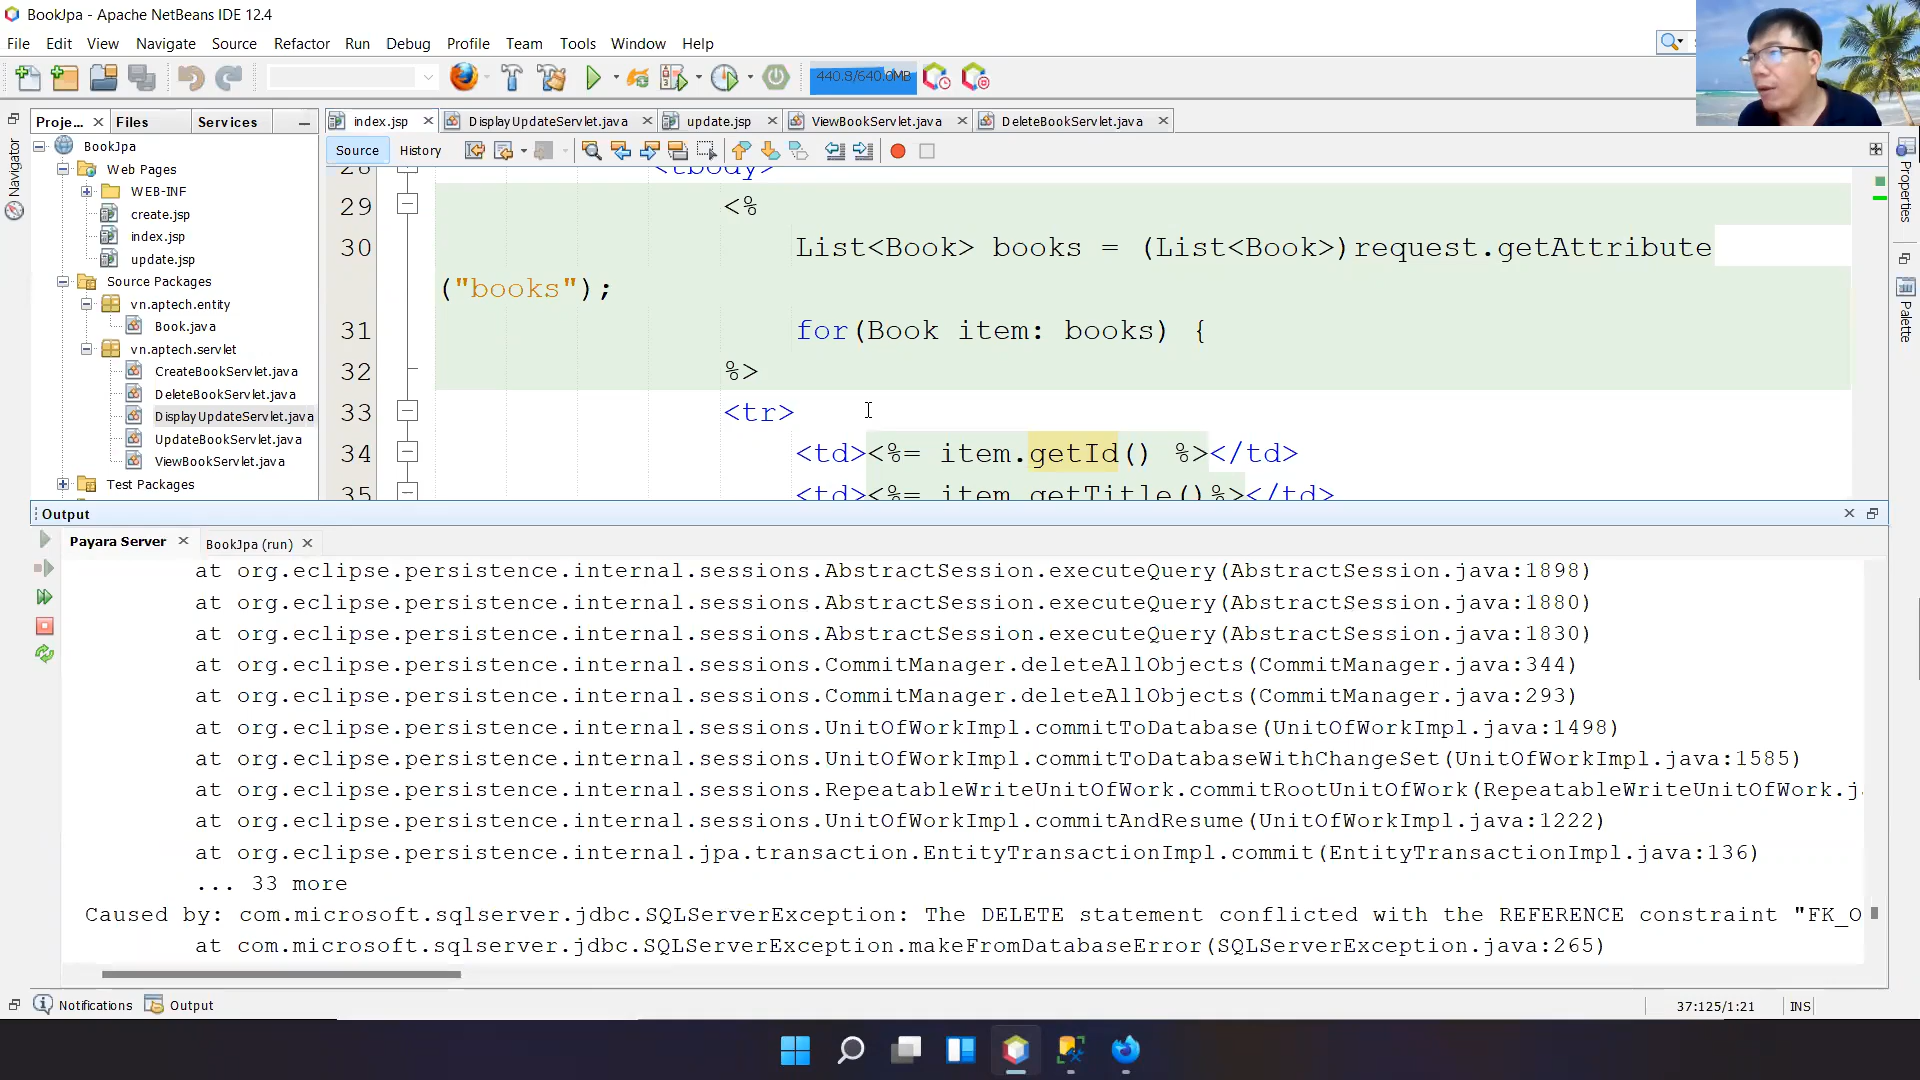 BookJpa - Apache NetBeans IDE 12.4
File Edit View Navigate Source Refactor Run Debug Profile Team Tools Window Help
440.8/640.0MB
Proje... Files Services
index.jsp DisplayUpdateServlet.java update.jsp ViewBookServlet.java DeleteBookServlet.java
Source History
Navigator
Properties
Palette
BookJpa
Web Pages
WEB-INF
create.jsp
index.jsp
update.jsp
Source Packages
vn.aptech.entity
Book.java
vn.aptech.servlet
CreateBookServlet.java
DeleteBookServlet.java
DisplayUpdateServlet.java
UpdateBookServlet.java
ViewBookServlet.java
Test Packages
28 <tbody>
29 <%
30 List<Book> books = (List<Book>)request.getAttribute
("books");
31 for(Book item: books) {
32 %>
33 <tr>
34 <td><%= item.getId() %></td>
35 <td><%= item.getTitle()%></td>
Output
Payara Server BookJpa (run)
at org.eclipse.persistence.internal.sessions.AbstractSession.executeQuery(AbstractSession.java:1898)
at org.eclipse.persistence.internal.sessions.AbstractSession.executeQuery(AbstractSession.java:1880)
at org.eclipse.persistence.internal.sessions.AbstractSession.executeQuery(AbstractSession.java:1830)
at org.eclipse.persistence.internal.sessions.CommitManager.deleteAllObjects(CommitManager.java:344)
at org.eclipse.persistence.internal.sessions.CommitManager.deleteAllObjects(CommitManager.java:293)
at org.eclipse.persistence.internal.sessions.UnitOfWorkImpl.commitToDatabase(UnitOfWorkImpl.java:1498)
at org.eclipse.persistence.internal.sessions.UnitOfWorkImpl.commitToDatabaseWithChangeSet(UnitOfWorkImpl.java:1585)
at org.eclipse.persistence.internal.sessions.RepeatableWriteUnitOfWork.commitRootUnitOfWork(RepeatableWriteUnitOfWork.j
at org.eclipse.persistence.internal.sessions.UnitOfWorkImpl.commitAndResume(UnitOfWorkImpl.java:1222)
at org.eclipse.persistence.internal.jpa.transaction.EntityTransactionImpl.commit(EntityTransactionImpl.java:136)
... 33 more
Caused by: com.microsoft.sqlserver.jdbc.SQLServerException: The DELETE statement conflicted with the REFERENCE constraint "FK_O
at com.microsoft.sqlserver.jdbc.SQLServerException.makeFromDatabaseError(SQLServerException.java:265)
Notifications Output
37:125/1:21 INS